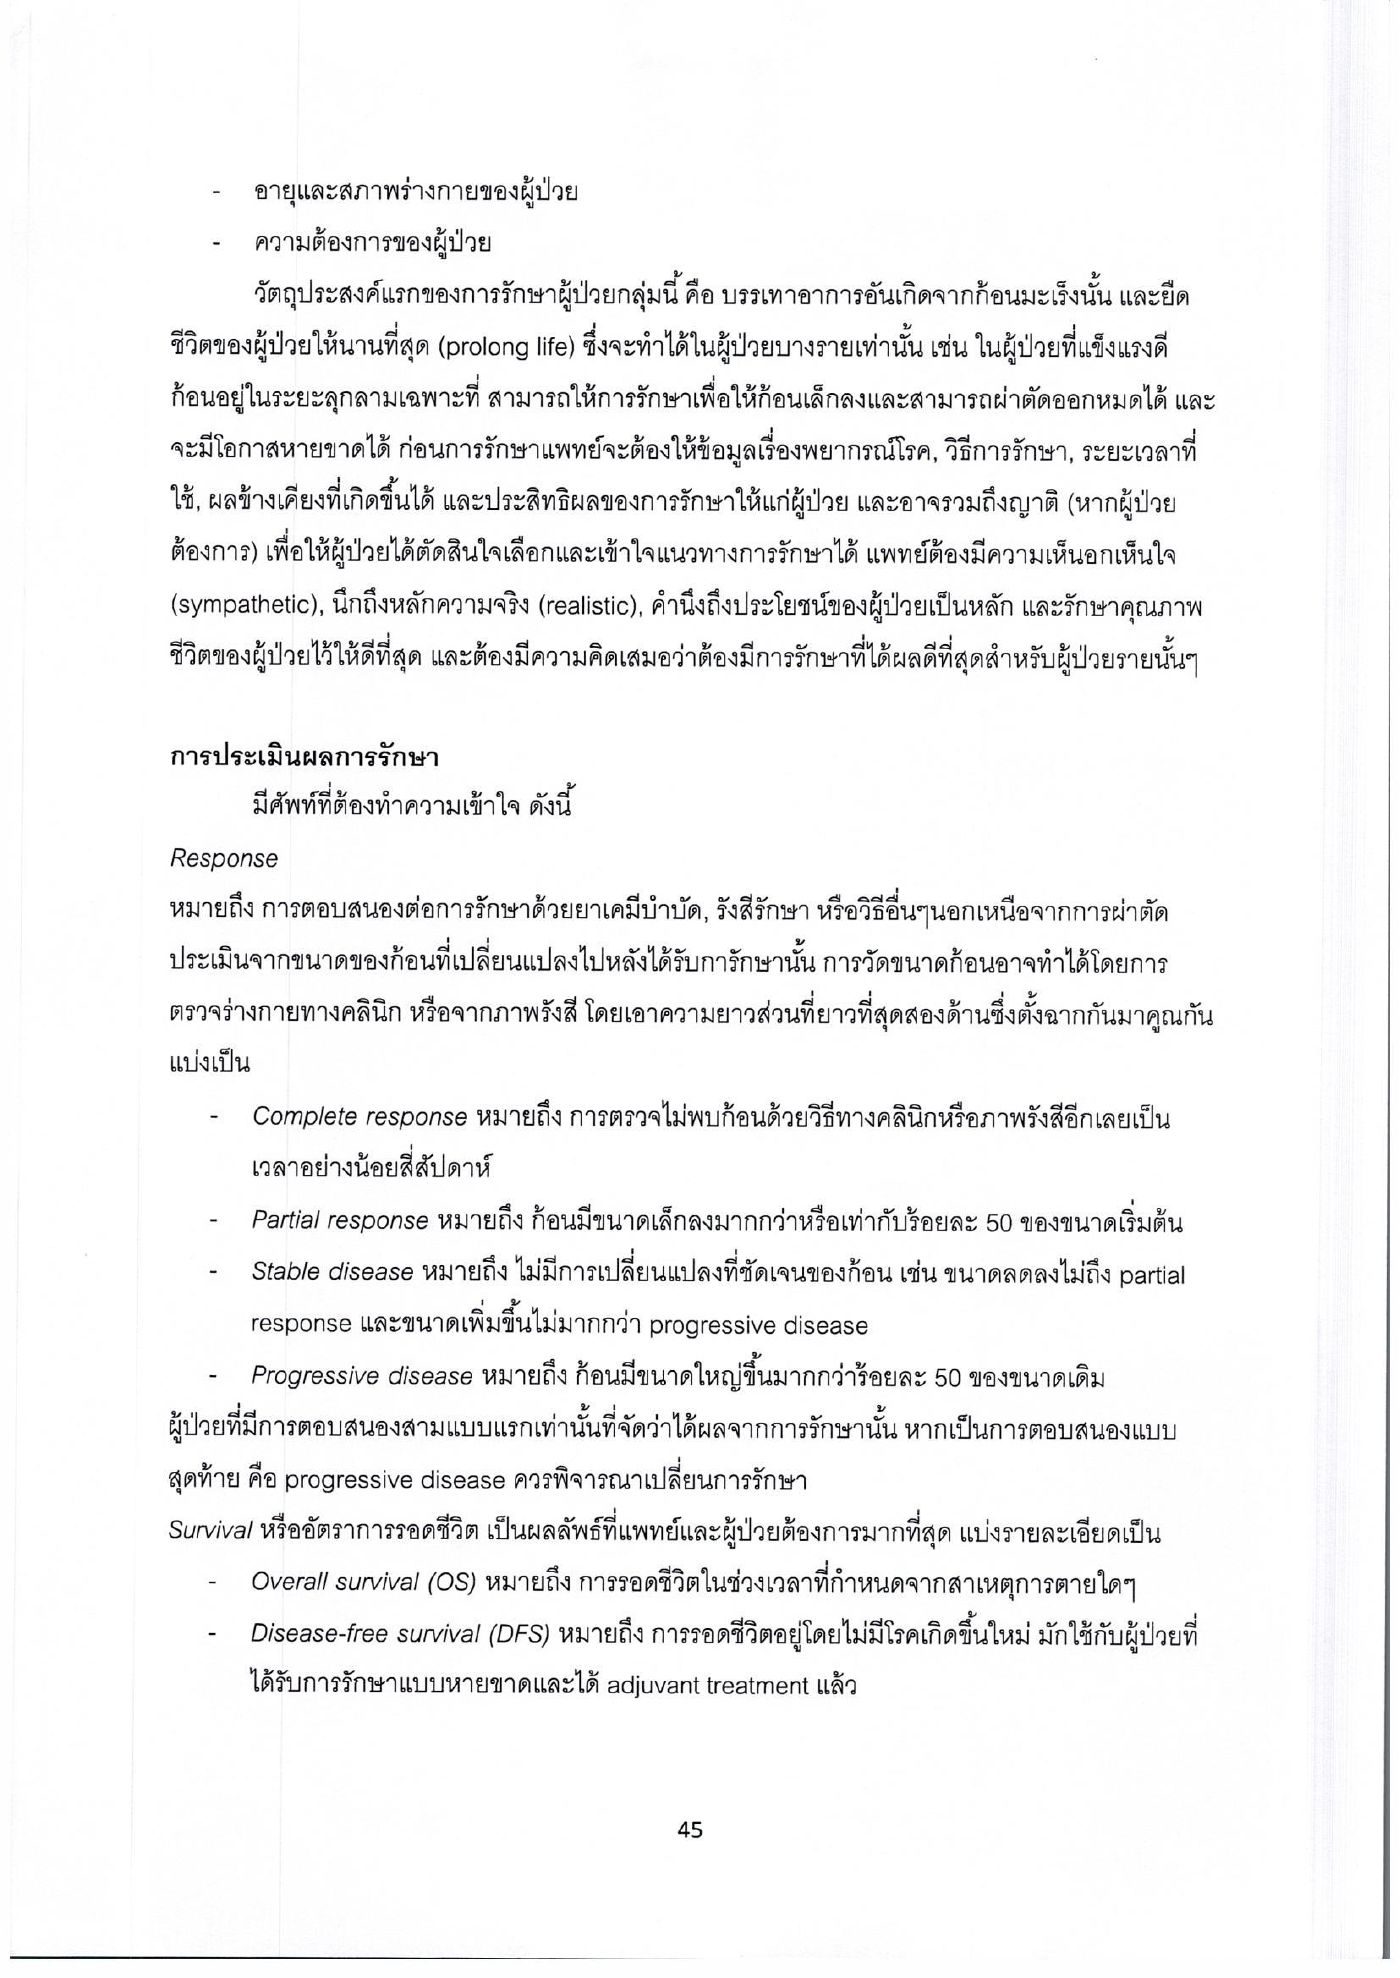 - อายุและสภาพร่างกายของผู้ป่วย
- ความต้องการของผู้ป่วย
วัตถุประสงค์แรกของการรักษาผู้ป่วยกลุ่มนี้ คือ บรรเทาอาการอันเกิดจากก้อนมะเร็งนั้น และยืด
ชีวิตของผู้ป่วยให้นานที่สุด (prolong life) ซึ่งจะทำได้ในผู้ป่วยบางรายเท่านั้น เช่น ในผู้ป่วยที่แข็งแรงดี
ก้อนอยู่ในระยะลุกลามเฉพาะที่ สามารถให้การรักษาเพื่อให้ก้อนเล็กลงและสามารถผ่าตัดออกหมดได้ และ
จะมีโอกาสหายขาดได้ ก่อนการรักษาแพทย์จะต้องให้ข้อมูลเรื่องพยากรณ์โรค, วิธีการรักษา, ระยะเวลาที่
ใช้, ผลข้างเคียงที่เกิดขึ้นได้ และประสิทธิผลของการรักษาให้แก่ผู้ป่วย และอาจรวมถึงญาติ (หากผู้ป่วย
ต้องการ) เพื่อให้ผู้ป่วยได้ตัดสินใจเลือกและเข้าใจแนวทางการรักษาได้ แพทย์ต้องมีความเห็นอกเห็นใจ
(sympathetic), นึกถึงหลักความจริง (realistic), คำนึงถึงประโยชน์ของผู้ป่วยเป็นหลัก และรักษาคุณภาพ
ชีวิตของผู้ป่วยไว้ให้ดีที่สุด และต้องมีความคิดเสมอว่าต้องมีการรักษาที่ได้ผลดีที่สุดสำหรับผู้ป่วยรายนั้นๆ
การประเมินผลการรักษา
มีศัพท์ที่ต้องทำความเข้าใจ ดังนี้
Response
หมายถึง การตอบสนองต่อการรักษาด้วยยาเคมีบำบัด, รังสีรักษา หรือวิธีอื่นๆนอกเหนือจากการผ่าตัด
ประเมินจากขนาดของก้อนที่เปลี่ยนแปลงไปหลังได้รับการักษานั้น การวัดขนาดก้อนอาจทำได้โดยการ
ตรวจร่างกายทางคลินิก หรือจากภาพรังสี โดยเอาความยาวส่วนที่ยาวที่สุดสองด้านซึ่งตั้งฉากกันมาคูณกัน
แบ่งเป็น
- Complete response หมายถึง การตรวจไม่พบก้อนด้วยวิธีทางคลินิกหรือภาพรังสีอีกเลยเป็น
เวลาอย่างน้อยสี่สัปดาห์
- Partial response หมายถึง ก้อนมีขนาดเล็กลงมากกว่าหรือเท่ากับร้อยละ 50 ของขนาดเริ่มต้น
- Stable disease หมายถึง ไม่มีการเปลี่ยนแปลงที่ชัดเจนของก้อน เช่น ขนาดลดลงไม่ถึง partial
response และขนาดเพิ่มขึ้นไม่มากกว่า progressive disease
- Progressive disease หมายถึง ก้อนมีขนาดใหญ่ขึ้นมากกว่าร้อยละ 50 ของขนาดเดิม
ผู้ป่วยที่มีการตอบสนองสามแบบแรกเท่านั้นที่จัดว่าได้ผลจากการรักษานั้น หากเป็นการตอบสนองแบบ
สุดท้าย คือ progressive disease ควรพิจารณาเปลี่ยนการรักษา
Survival หรืออัตราการรอดชีวิต เป็นผลลัพธ์ที่แพทย์และผู้ป่วยต้องการมากที่สุด แบ่งรายละเอียดเป็น
- Overall survival (OS) หมายถึง การรอดชีวิตในช่วงเวลาที่กำหนดจากสาเหตุการตายใดๆ
- Disease-free survival (DFS) หมายถึง การรอดชีวิตอยู่โดยไม่มีโรคเกิดขึ้นใหม่ มักใช้กับผู้ป่วยที่
ได้รับการรักษาแบบหายขาดและได้ adjuvant treatment แล้ว
45